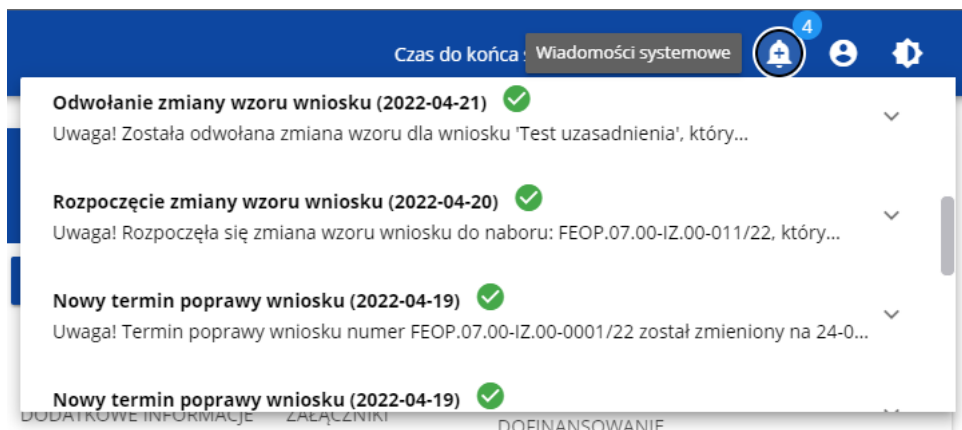 4
Czas do końca
Wiadomości systemowe
Odwołanie zmiany wzoru wniosku (2022-04-21)
Uwaga! Została odwołana zmiana wzoru dla wniosku 'Test uzasadnienia', który...
Rozpoczęcie zmiany wzoru wniosku (2022-04-20)
Uwaga! Rozpoczęła się zmiana wzoru wniosku do naboru: FEOP.07.00-IZ.00-011/22, który...
Nowy termin poprawy wniosku (2022-04-19)
Uwaga! Termin poprawy wniosku numer FEOP.07.00-IZ.00-0001/22 został zmieniony na 24-0...
Nowy termin poprawy wniosku (2022-04-19)
DODATKOWE INFORMACJE ZAŁĄCZNIKI DOFINANSOWANIE